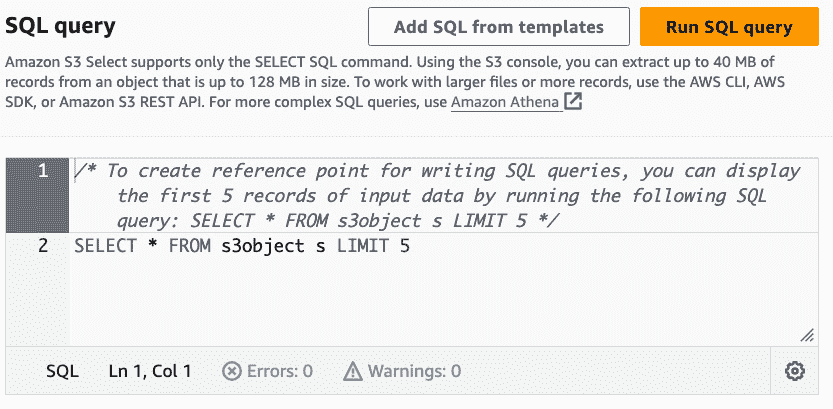 SQL query
Add SQL from templates
Run SQL query
Amazon S3 Select supports only the SELECT SQL command. Using the S3 console, you can extract up to 40 MB of
records from an object that is up to 128 MB in size. To work with larger files or more records, use the AWS CLI, AWS
SDK, or Amazon S3 REST API. For more complex SQL queries, use Amazon Athena
1 /* To create reference point for writing SQL queries, you can display
the first 5 records of input data by running the following SQL
query: SELECT * FROM s3object s LIMIT 5 */
2 SELECT * FROM s3object s LIMIT 5
SQL Ln 1, Col 1 Errors: 0 Warnings: 0